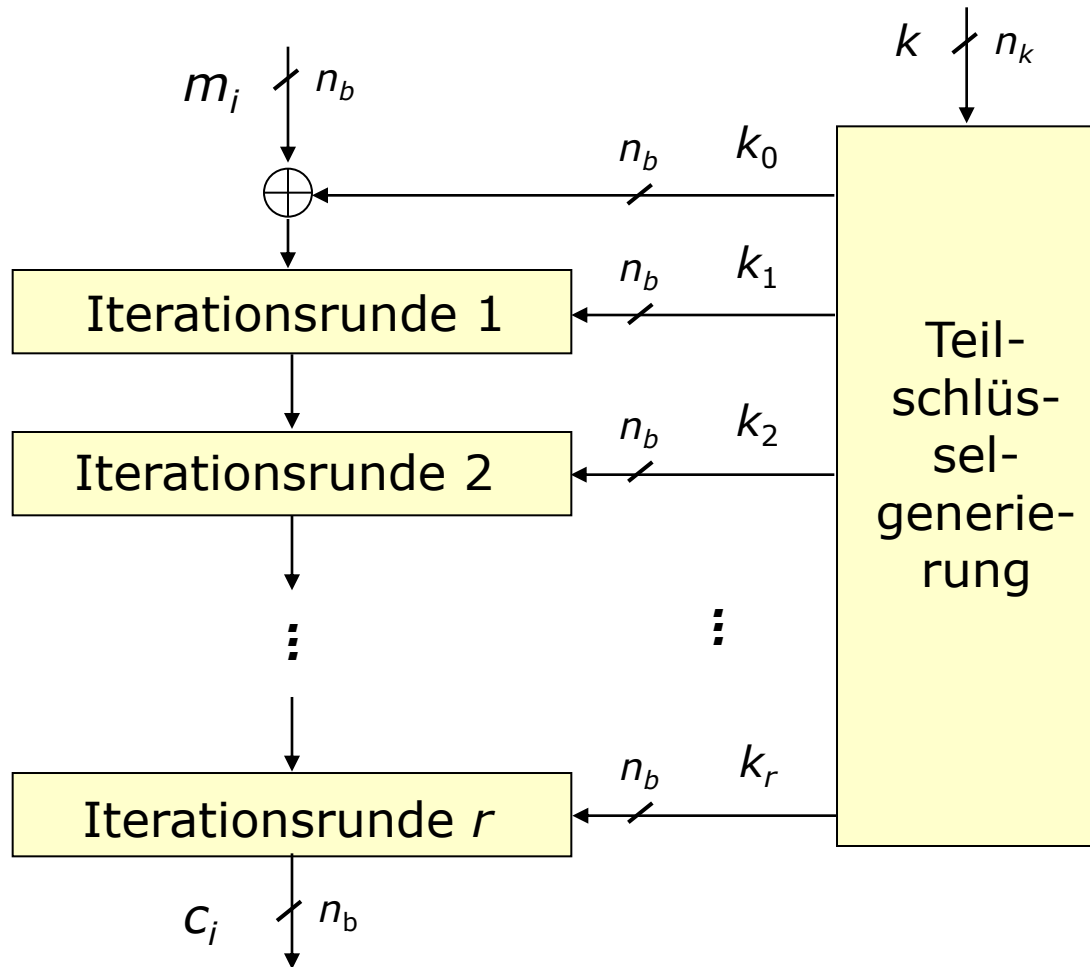 k n_k
m_i n_b
n_b k_0
n_b k_1
Iterationsrunde 1
n_b k_2
Iterationsrunde 2
Teil-
schlüs-
sel-
generie-
rung
⋮ ⋮
n_b k_r
Iterationsrunde r
c_i n_b